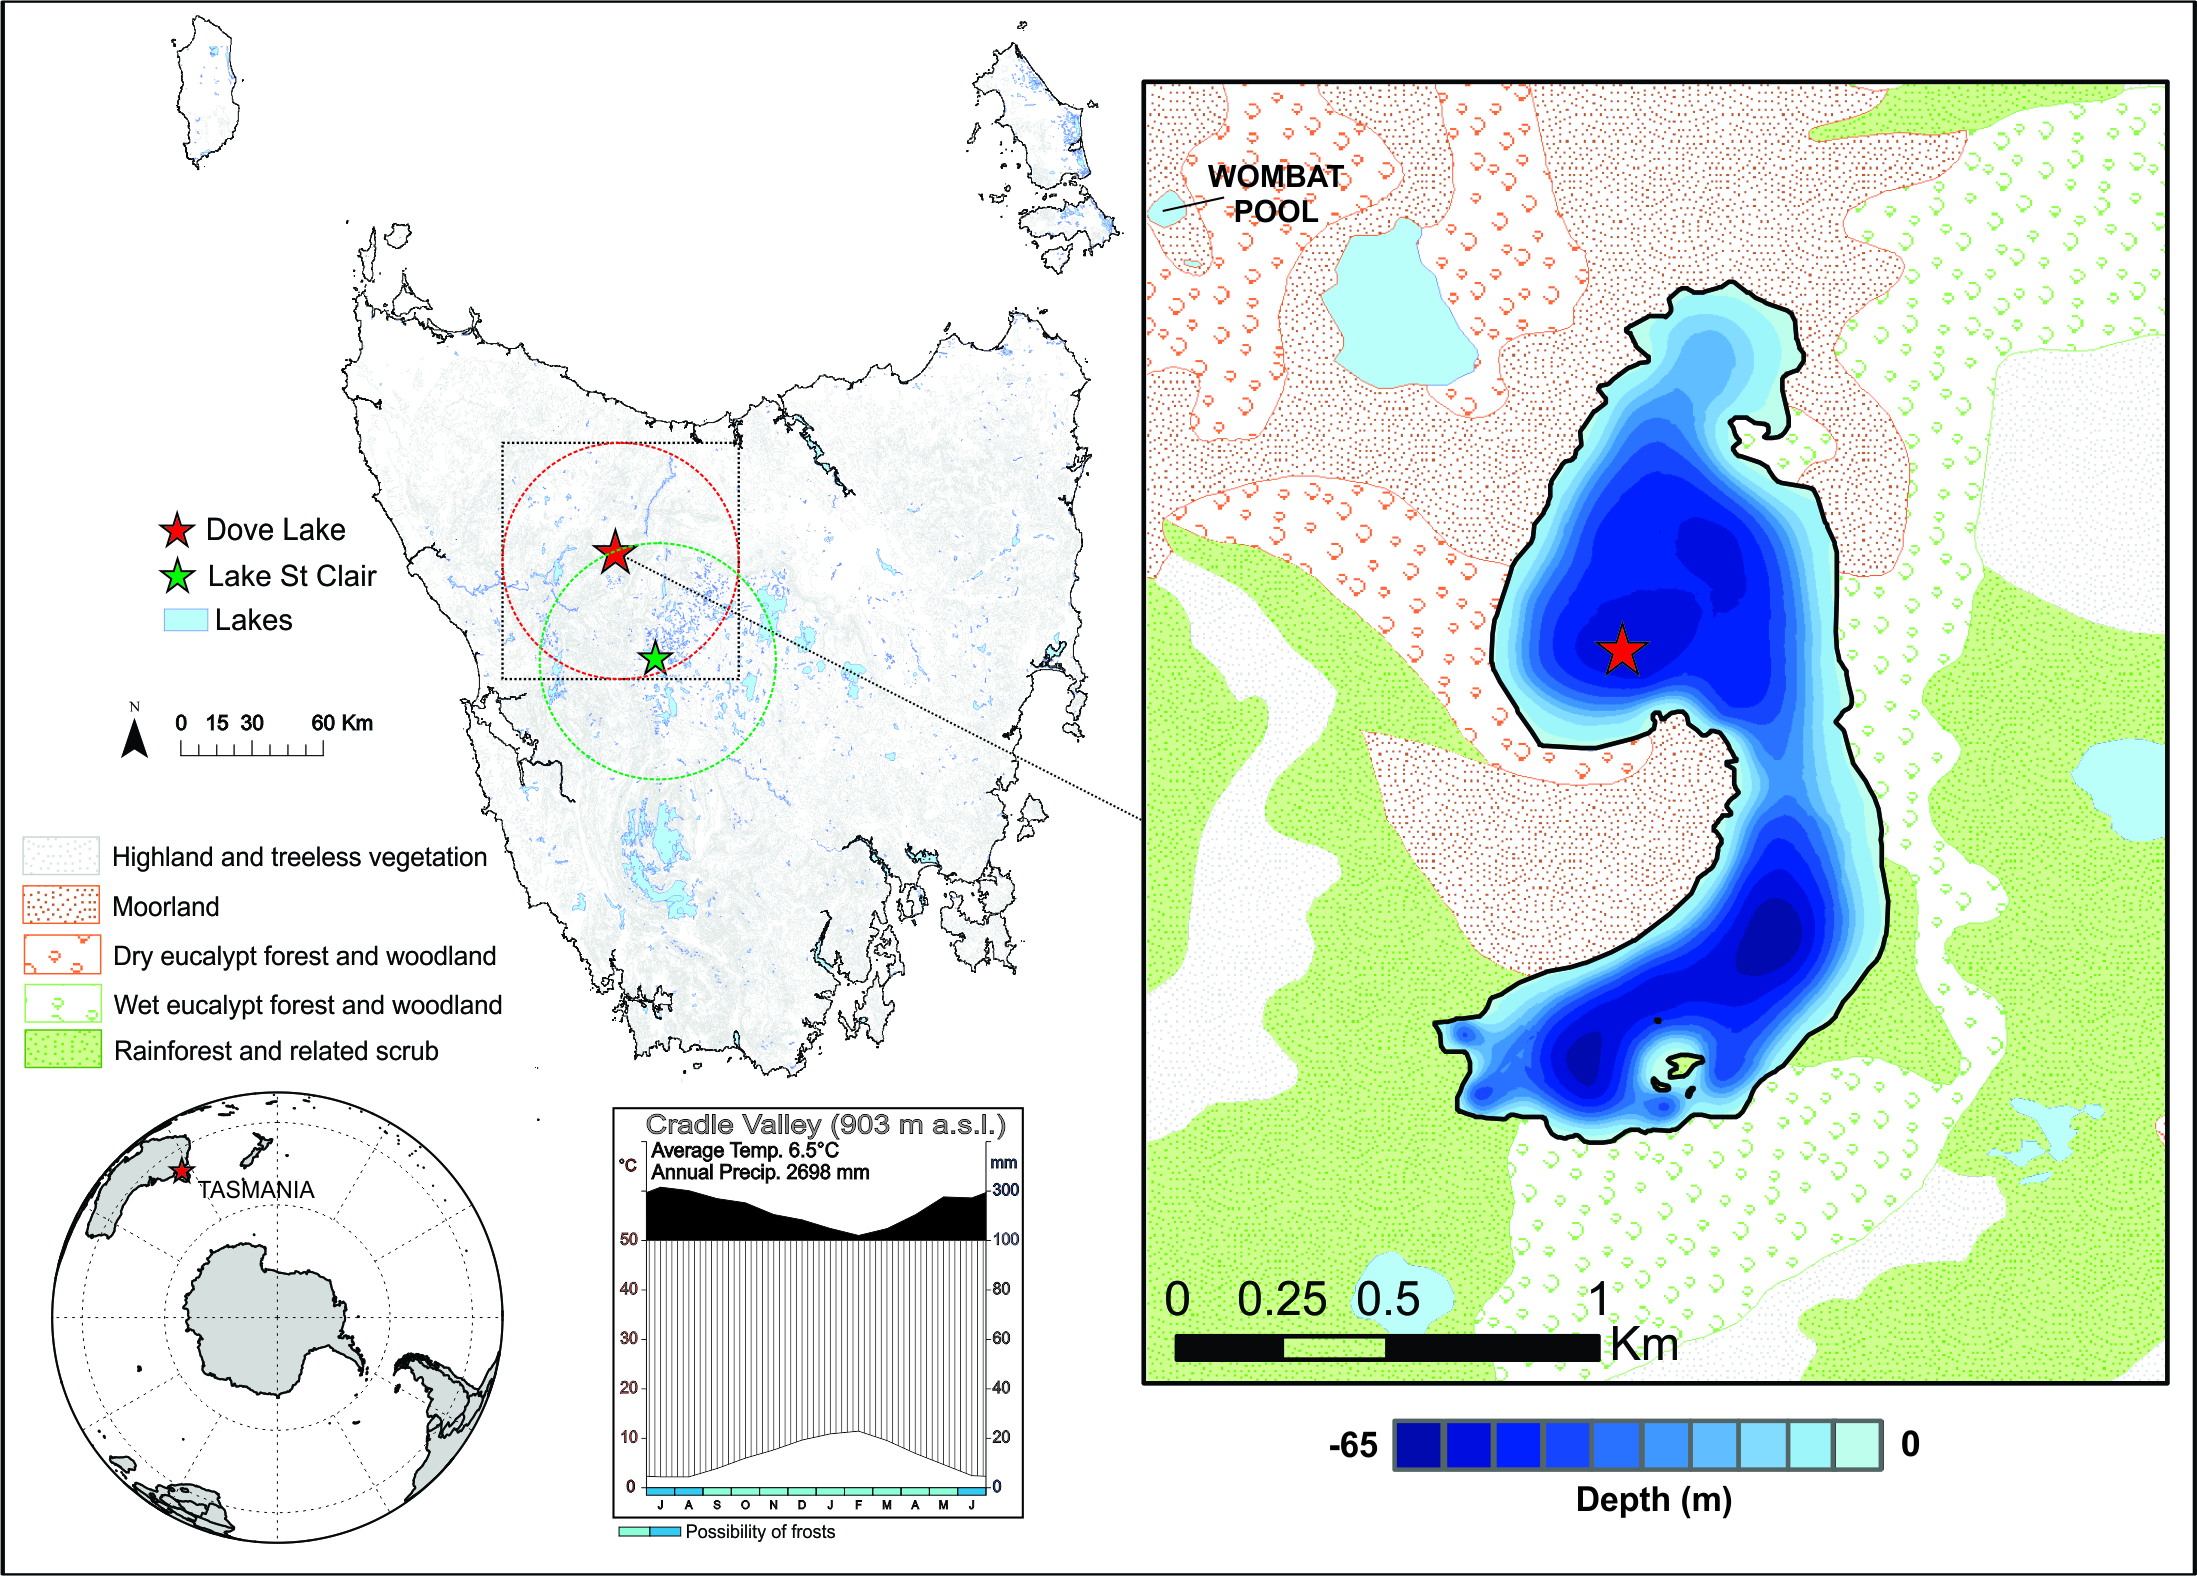 Dove Lake
Lake St Clair
Lakes
N
0 15 30 60 Km
Highland and treeless vegetation
Moorland
Dry eucalypt forest and woodland
Wet eucalypt forest and woodland
Rainforest and related scrub
TASMANIA
Cradle Valley (903 m a.s.l.)
Average Temp. 6.5°C
Annual Precip. 2698 mm
°C
mm
300
50
100
40
80
30
60
20
40
10
20
0
0
J A S O N D J F M A M J
Possibility of frosts
WOMBAT
POOL
0 0.25 0.5 1
Km
-65
0
Depth (m)